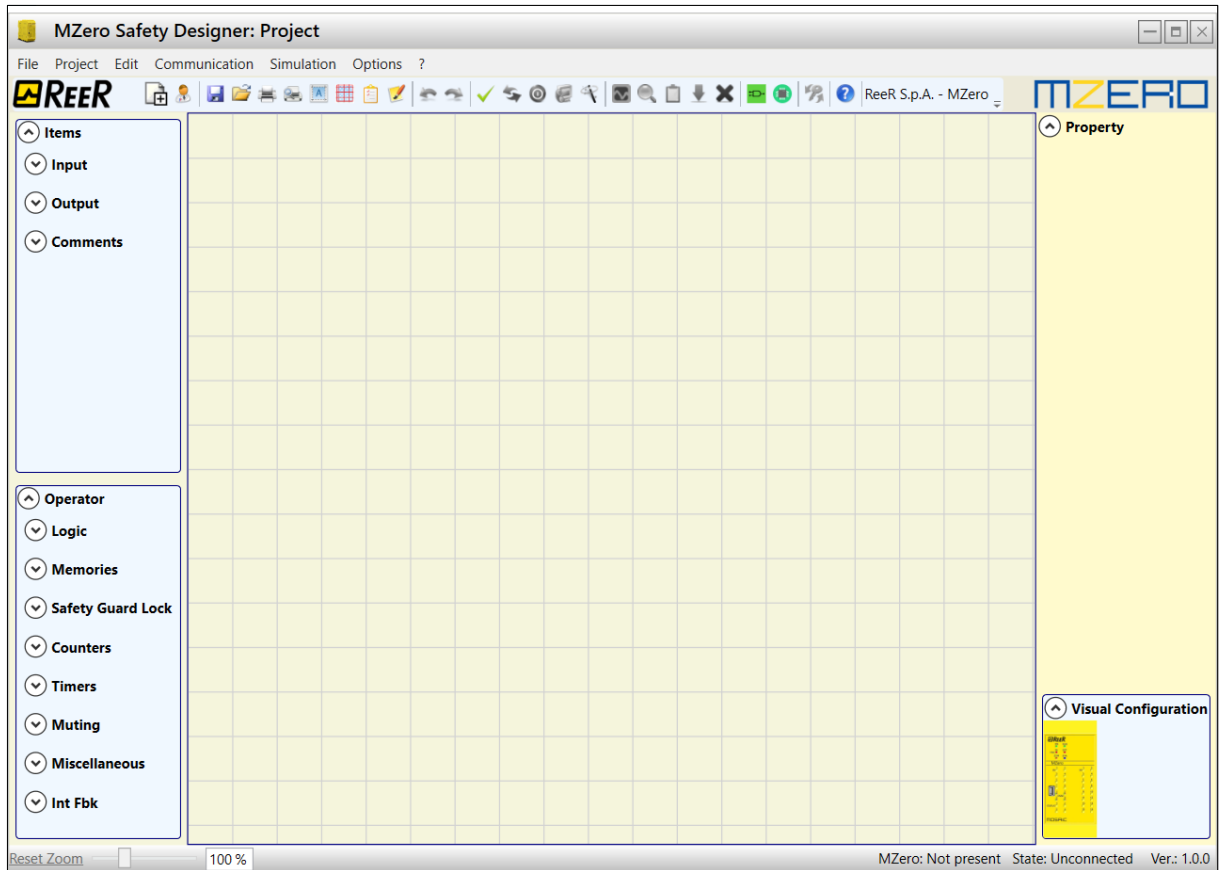 MZero Safety Designer: Project
File Project Edit Communication Simulation Options ?
REER
ReeR S.p.A. - MZero
MZERO
Items
Input
Output
Comments
Operator
Logic
Memories
Safety Guard Lock
Counters
Timers
Muting
Miscellaneous
Int Fbk
Property
Visual Configuration
ReeR
Reset Zoom
100 %
MZero: Not present State: Unconnected Ver.: 1.0.0